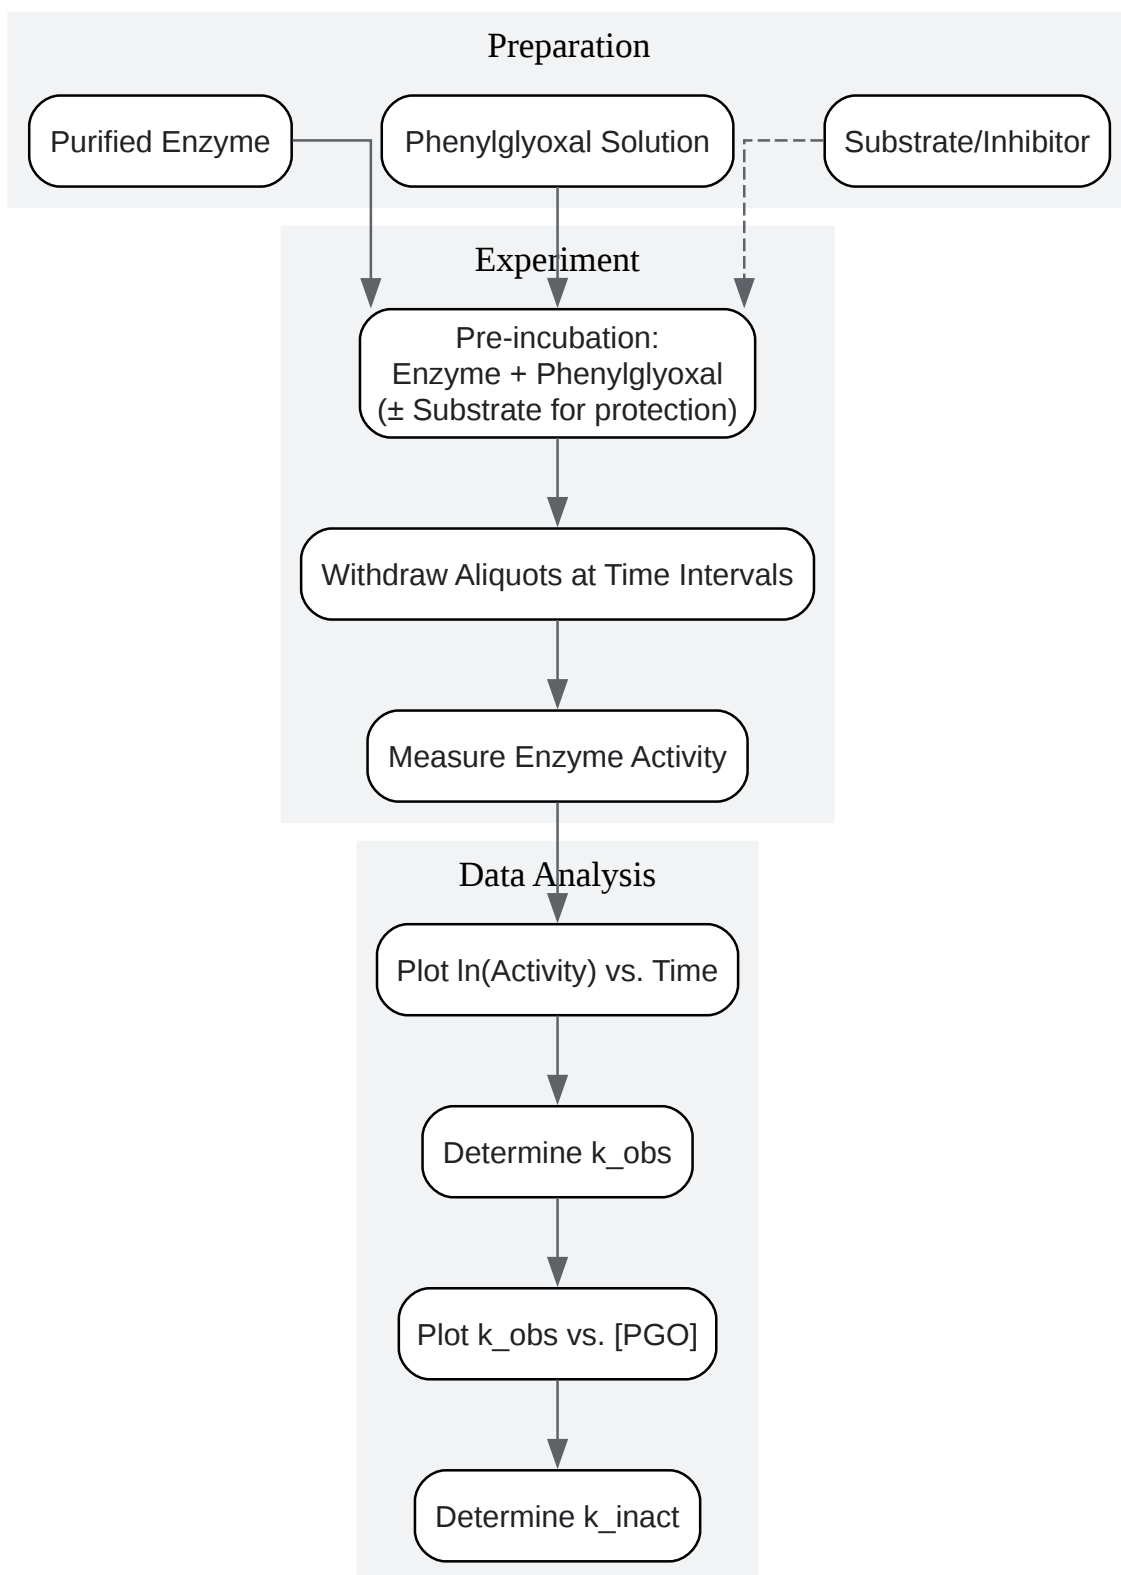 Preparation
Purified Enzyme
Phenylglyoxal Solution
Substrate/Inhibitor
Experiment
Pre-incubation:
Enzyme + Phenylglyoxal
(± Substrate for protection)
Withdraw Aliquots at Time Intervals
Measure Enzyme Activity
Data Analysis
Plot ln(Activity) vs. Time
Determine k_obs
Plot k_obs vs. [PGO]
Determine k_inact